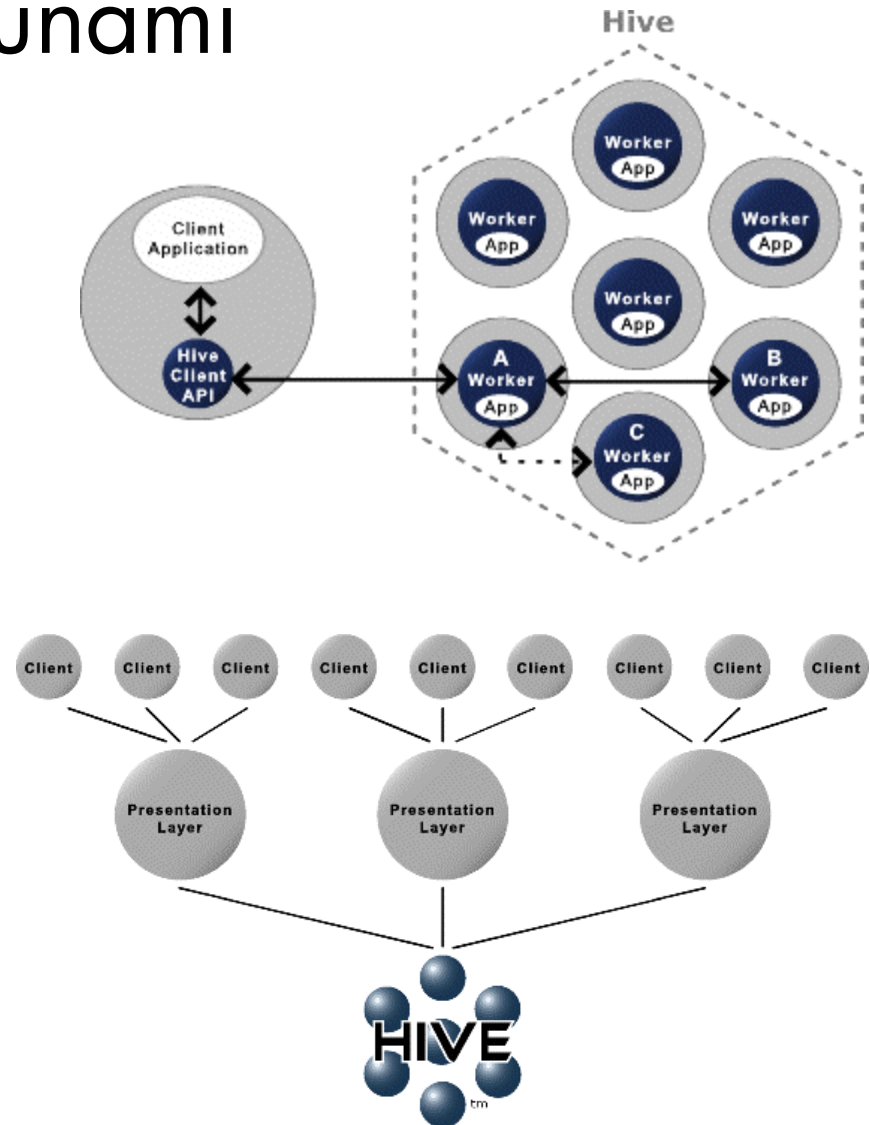 unami
Hive
Worker
App
Worker
App
Worker
App
Client
Application
Worker
App
Hive
Client
API
A
Worker
App
B
Worker
App
C
Worker
App
Client Client Client Client Client Client Client Client Client
Presentation
Layer
Presentation
Layer
Presentation
Layer
HIVE
tm